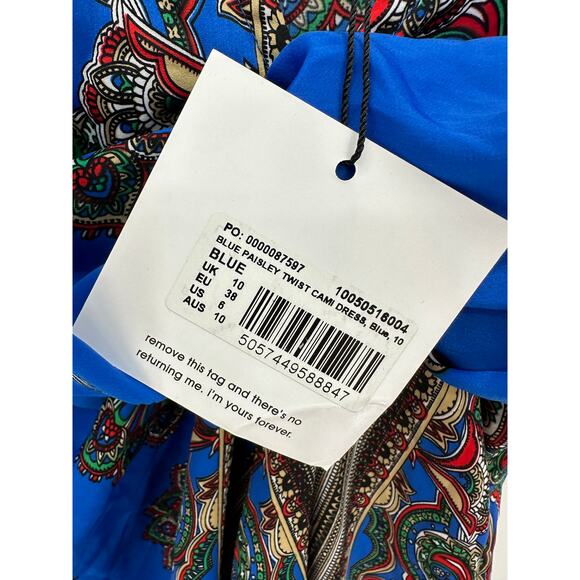 PO: 0000087597 10050516004
BLUE PAISLEY TWIST CAMI DRESS, Blue, 10
BLUE
UK 10
EU 38
US 6
AUS 10
5057449588847
remove this tag and there's no
returning me. I'm yours forever.